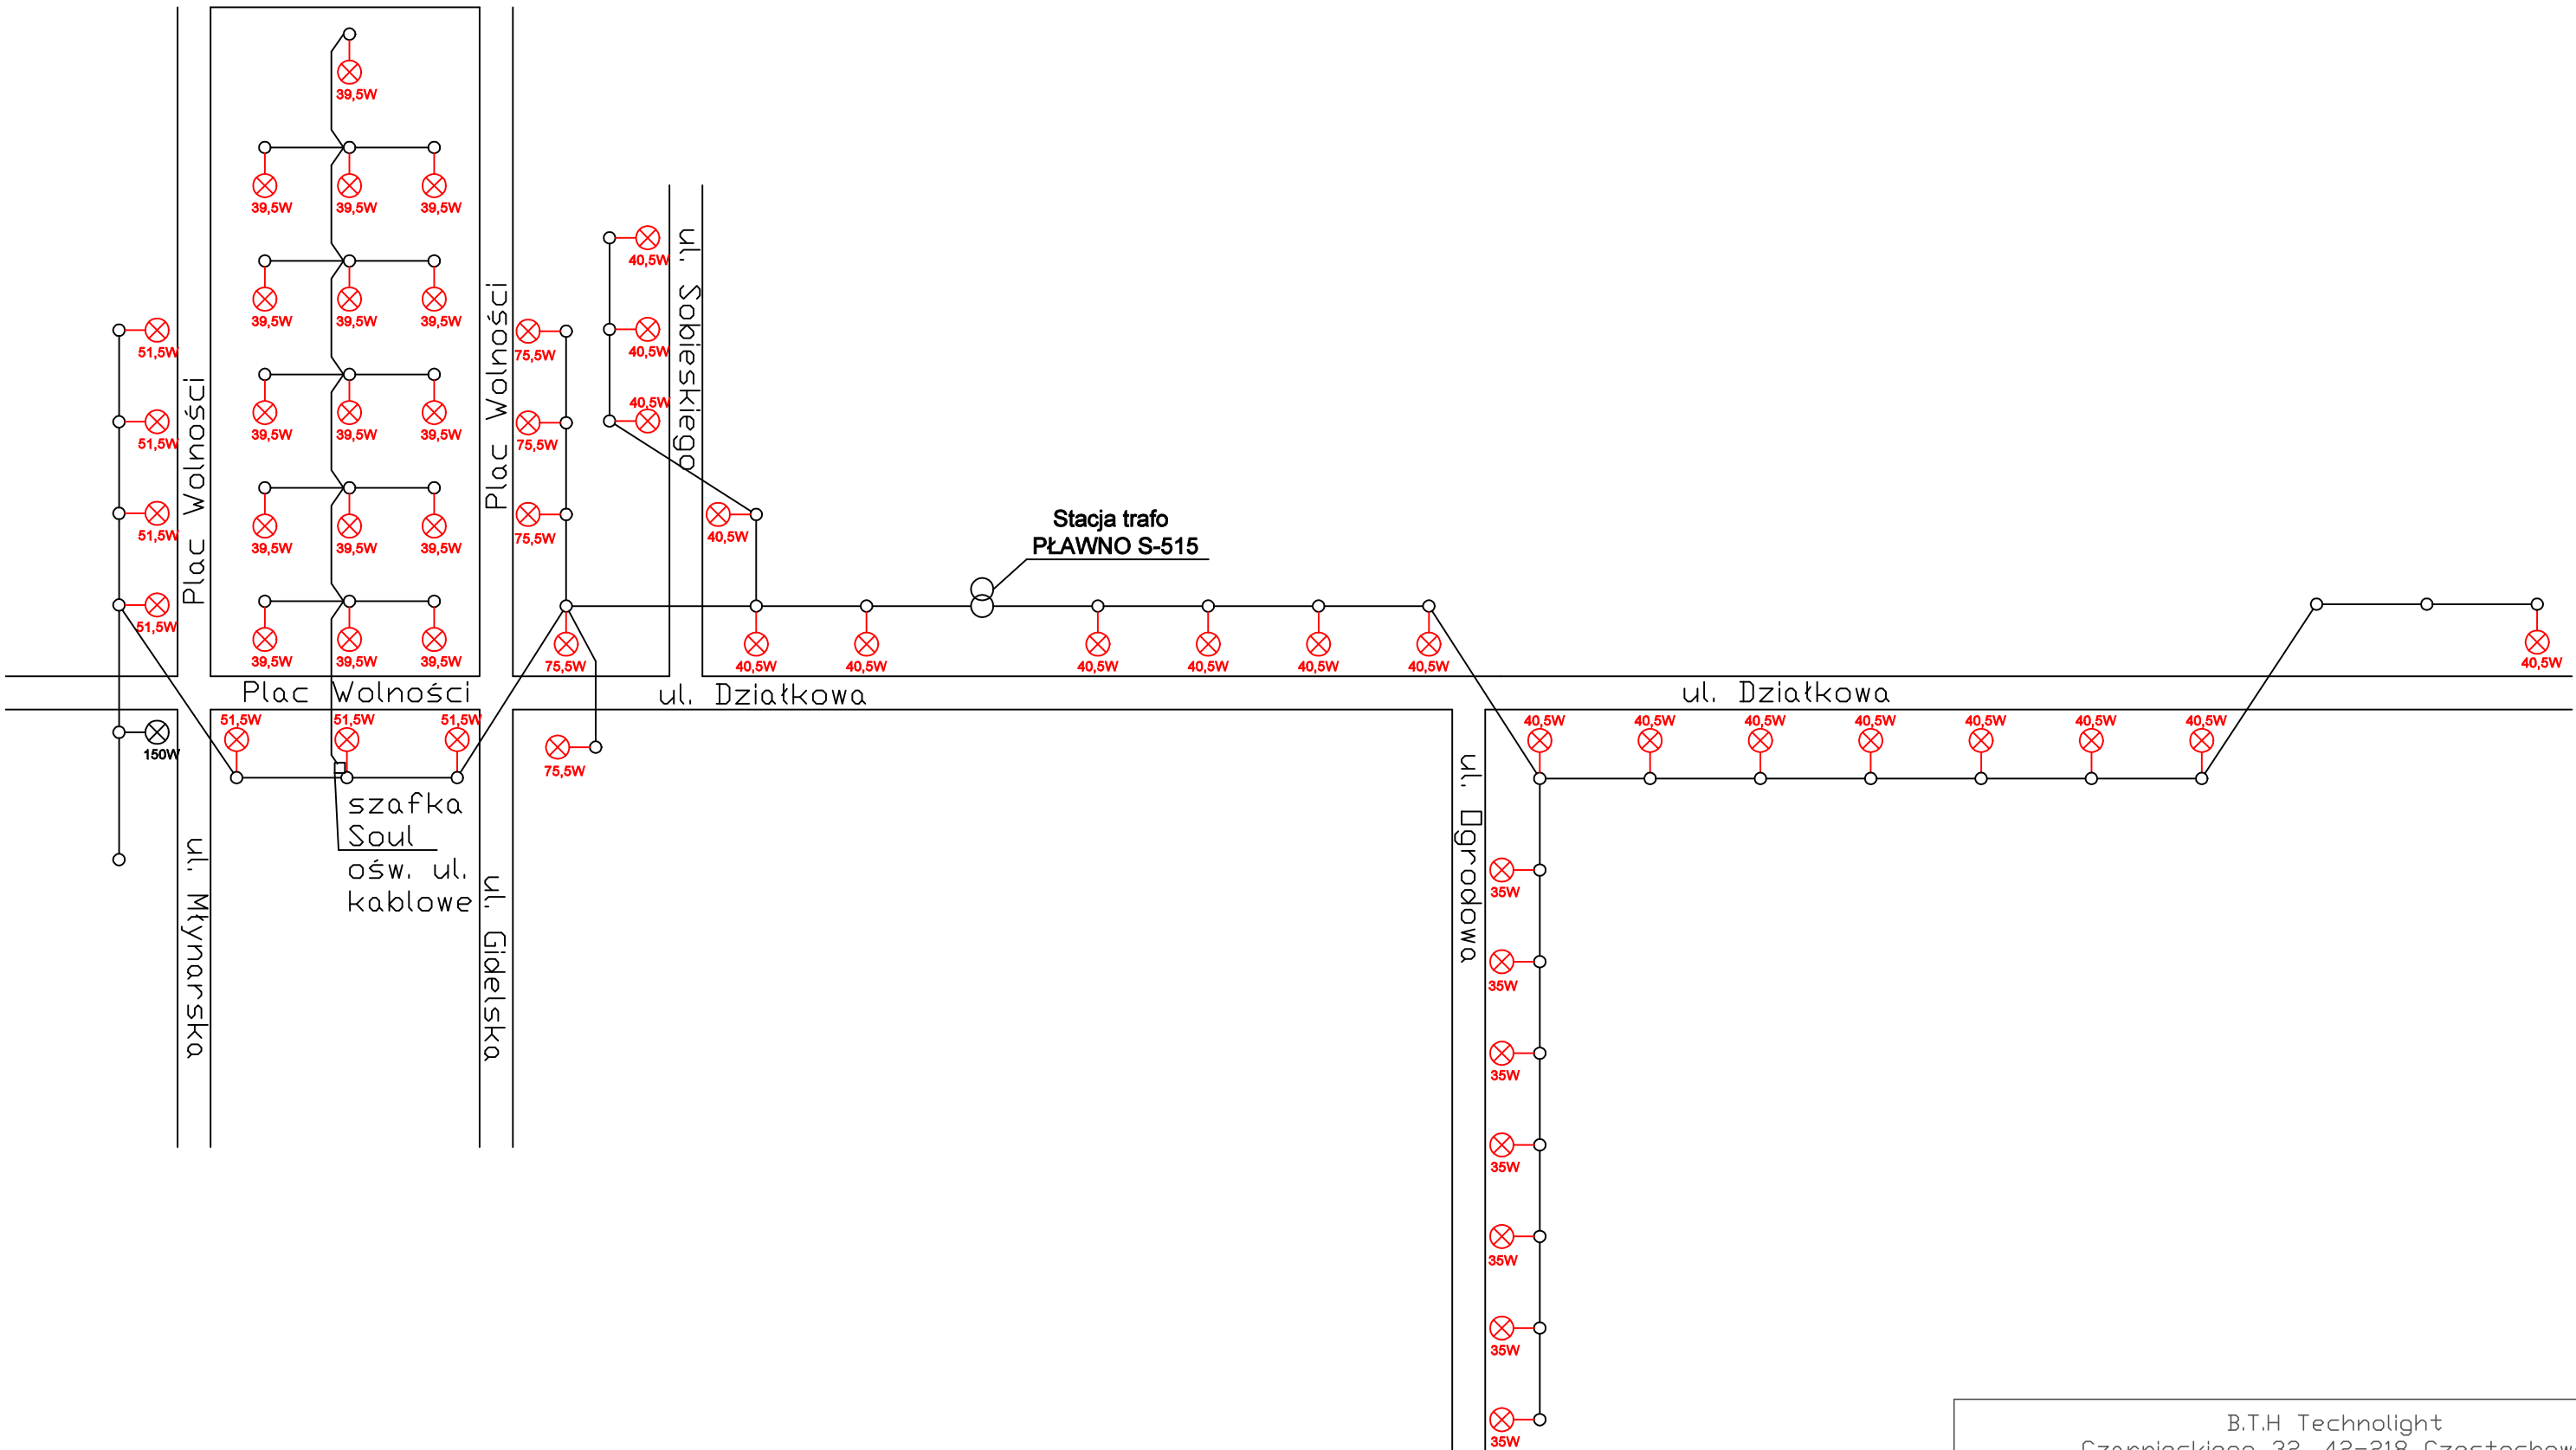 39,5W
39,5W 39,5W 39,5W
39,5W 39,5W 39,5W
39,5W 39,5W 39,5W
39,5W 39,5W 39,5W
39,5W 39,5W 39,5W
51,5W
51,5W
51,5W
51,5W
Plac Wolności
Plac Wolności
75,5W
75,5W
75,5W
75,5W
40,5W
40,5W
40,5W
ul. Sobieskiego
40,5W
Stacja trafo
PŁAWNO S-515
40,5W 40,5W 40,5W 40,5W 40,5W 40,5W
40,5W
Plac Wolności
ul. Działkowa
ul. Działkowa
51,5W 51,5W 51,5W
150W
75,5W
40,5W 40,5W 40,5W 40,5W 40,5W 40,5W 40,5W
szafka
Soul
ośw. ul.
kablowe
ul. Młynarska
ul. Gidelska
ul. Ogrodowa
35W
35W
35W
35W
35W
35W
35W
B.T.H Technolight